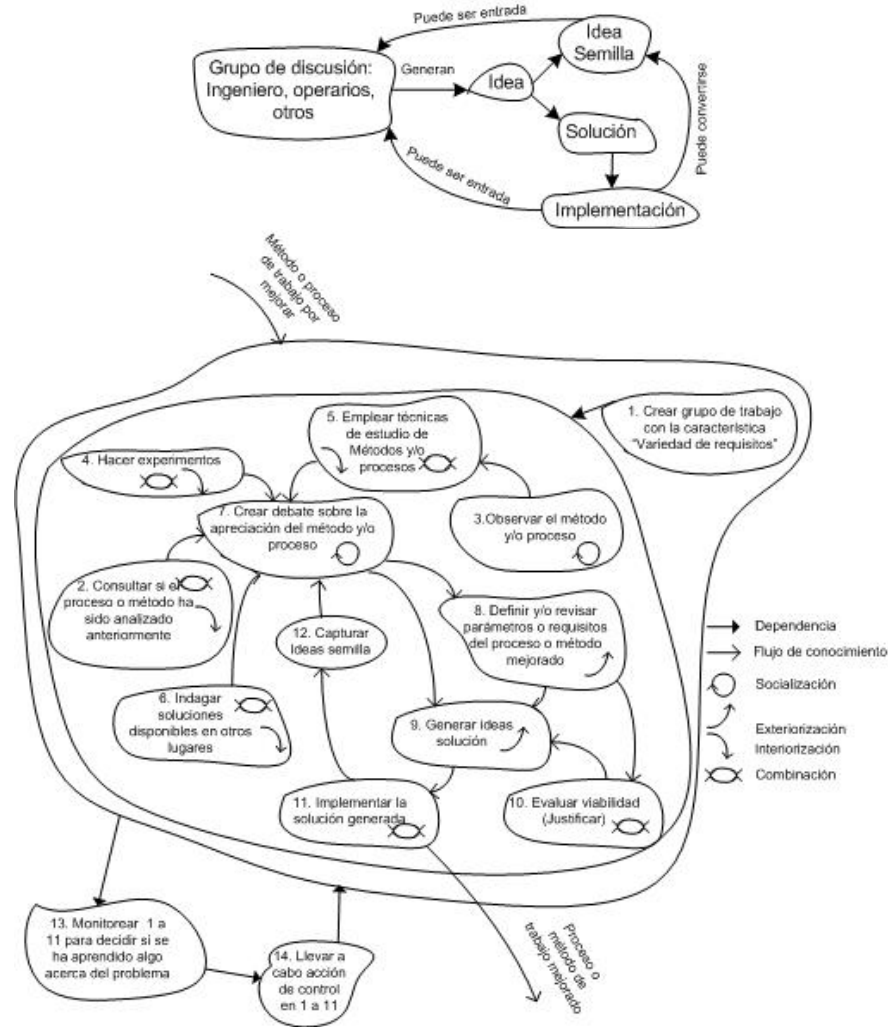 Puede ser entrada
Idea
Semilla
Grupo de discusión:
Ingeniero, operarios,
otros
Generan
Idea
Solución
Puede convertirse
Puede ser entrada
Implementación
Método o proceso
de trabajo por
mejorar
1. Crear grupo de trabajo
con la característica
"Variedad de requisitos"
5. Emplear técnicas
de estudio de
Métodos y/o
procesos
4. Hacer experimentos
7. Crear debate sobre la
apreciación del método y/o
proceso
3.Observar el método
y/o proceso
2. Consultar si el
proceso o método ha
sido analizado
anteriormente
12. Capturar
Ideas semilla
8. Definir y/o revisar
parámetros o requisitos
del proceso o método
mejorado
6. Indagar
soluciones
disponibles en otros
lugares
9. Generar ideas
solución
11. Implementar la
solución generada
10. Evaluar viabilidad
(Justificar)
Dependencia
Flujo de conocimiento
Socialización
Exteriorización
Interiorización
Combinación
13. Monitorear 1 a
11 para decidir si se
ha aprendido algo
acerca del problema
14. Llevar a
cabo acción
de control
en 1 a 11
Proceso o
método de
trabajo mejorado